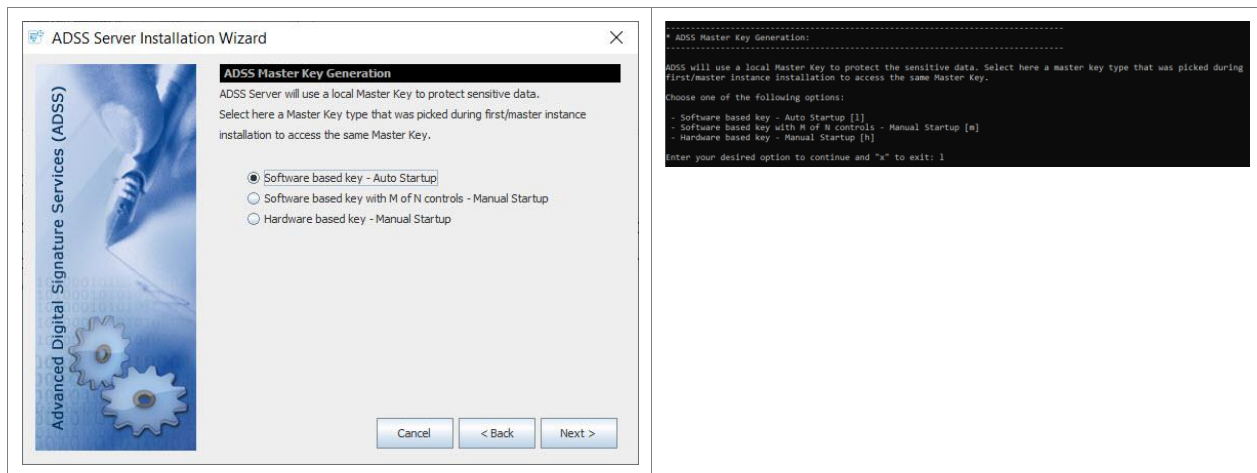 ADSS Server Installation Wizard
Advanced Digital Signature Services (ADSS)
ADSS Master Key Generation
ADSS Server will use a local Master Key to protect sensitive data.
Select here a Master Key type that was picked during first/master instance
installation to access the same Master Key.
Software based key - Auto Startup
Software based key with M of N controls - Manual Startup
Hardware based key - Manual Startup
Cancel
< Back
Next >
* ADSS Master Key Generation:
ADSS will use a local Master Key to protect the sensitive data. Select here a master key type that was picked during
first/master instance installation to access the same Master Key.
Choose one of the following options:
- Software based key - Auto Startup [l]
- Software based key with M of N controls - Manual Startup [m]
- Hardware based key - Manual Startup [h]
Enter your desired option to continue and "x" to exit: l